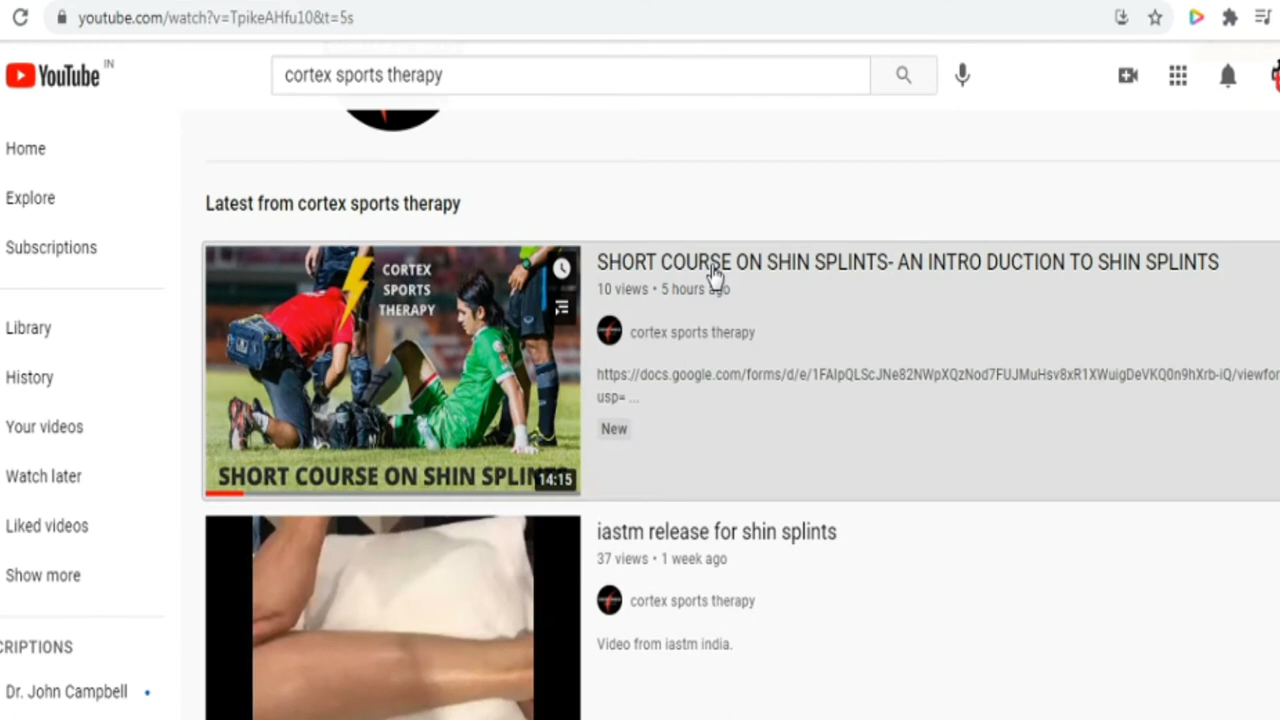 youtube.com/watch?v=TpikeAHfu10&t=5s
YouTube IN
cortex sports therapy
Home
Explore
Subscriptions
Library
History
Your videos
Watch later
Liked videos
Show more
CRIPTIONS
Dr. John Campbell
Latest from cortex sports therapy
CORTEX
SPORTS
THERAPY
SHORT COURSE ON SHIN SPLIN
14:15
SHORT COURSE ON SHIN SPLINTS- AN INTRO DUCTION TO SHIN SPLINTS
10 views • 5 hours ago
cortex sports therapy
https://docs.google.com/forms/d/e/1FAIpQLScJNe82NWpXQzNod7FUJMuHsv8xR1XWuigDeVKQ0n9hXrb-iQ/viewfor
usp= ...
New
iastm release for shin splints
37 views • 1 week ago
cortex sports therapy
Video from iastm india.